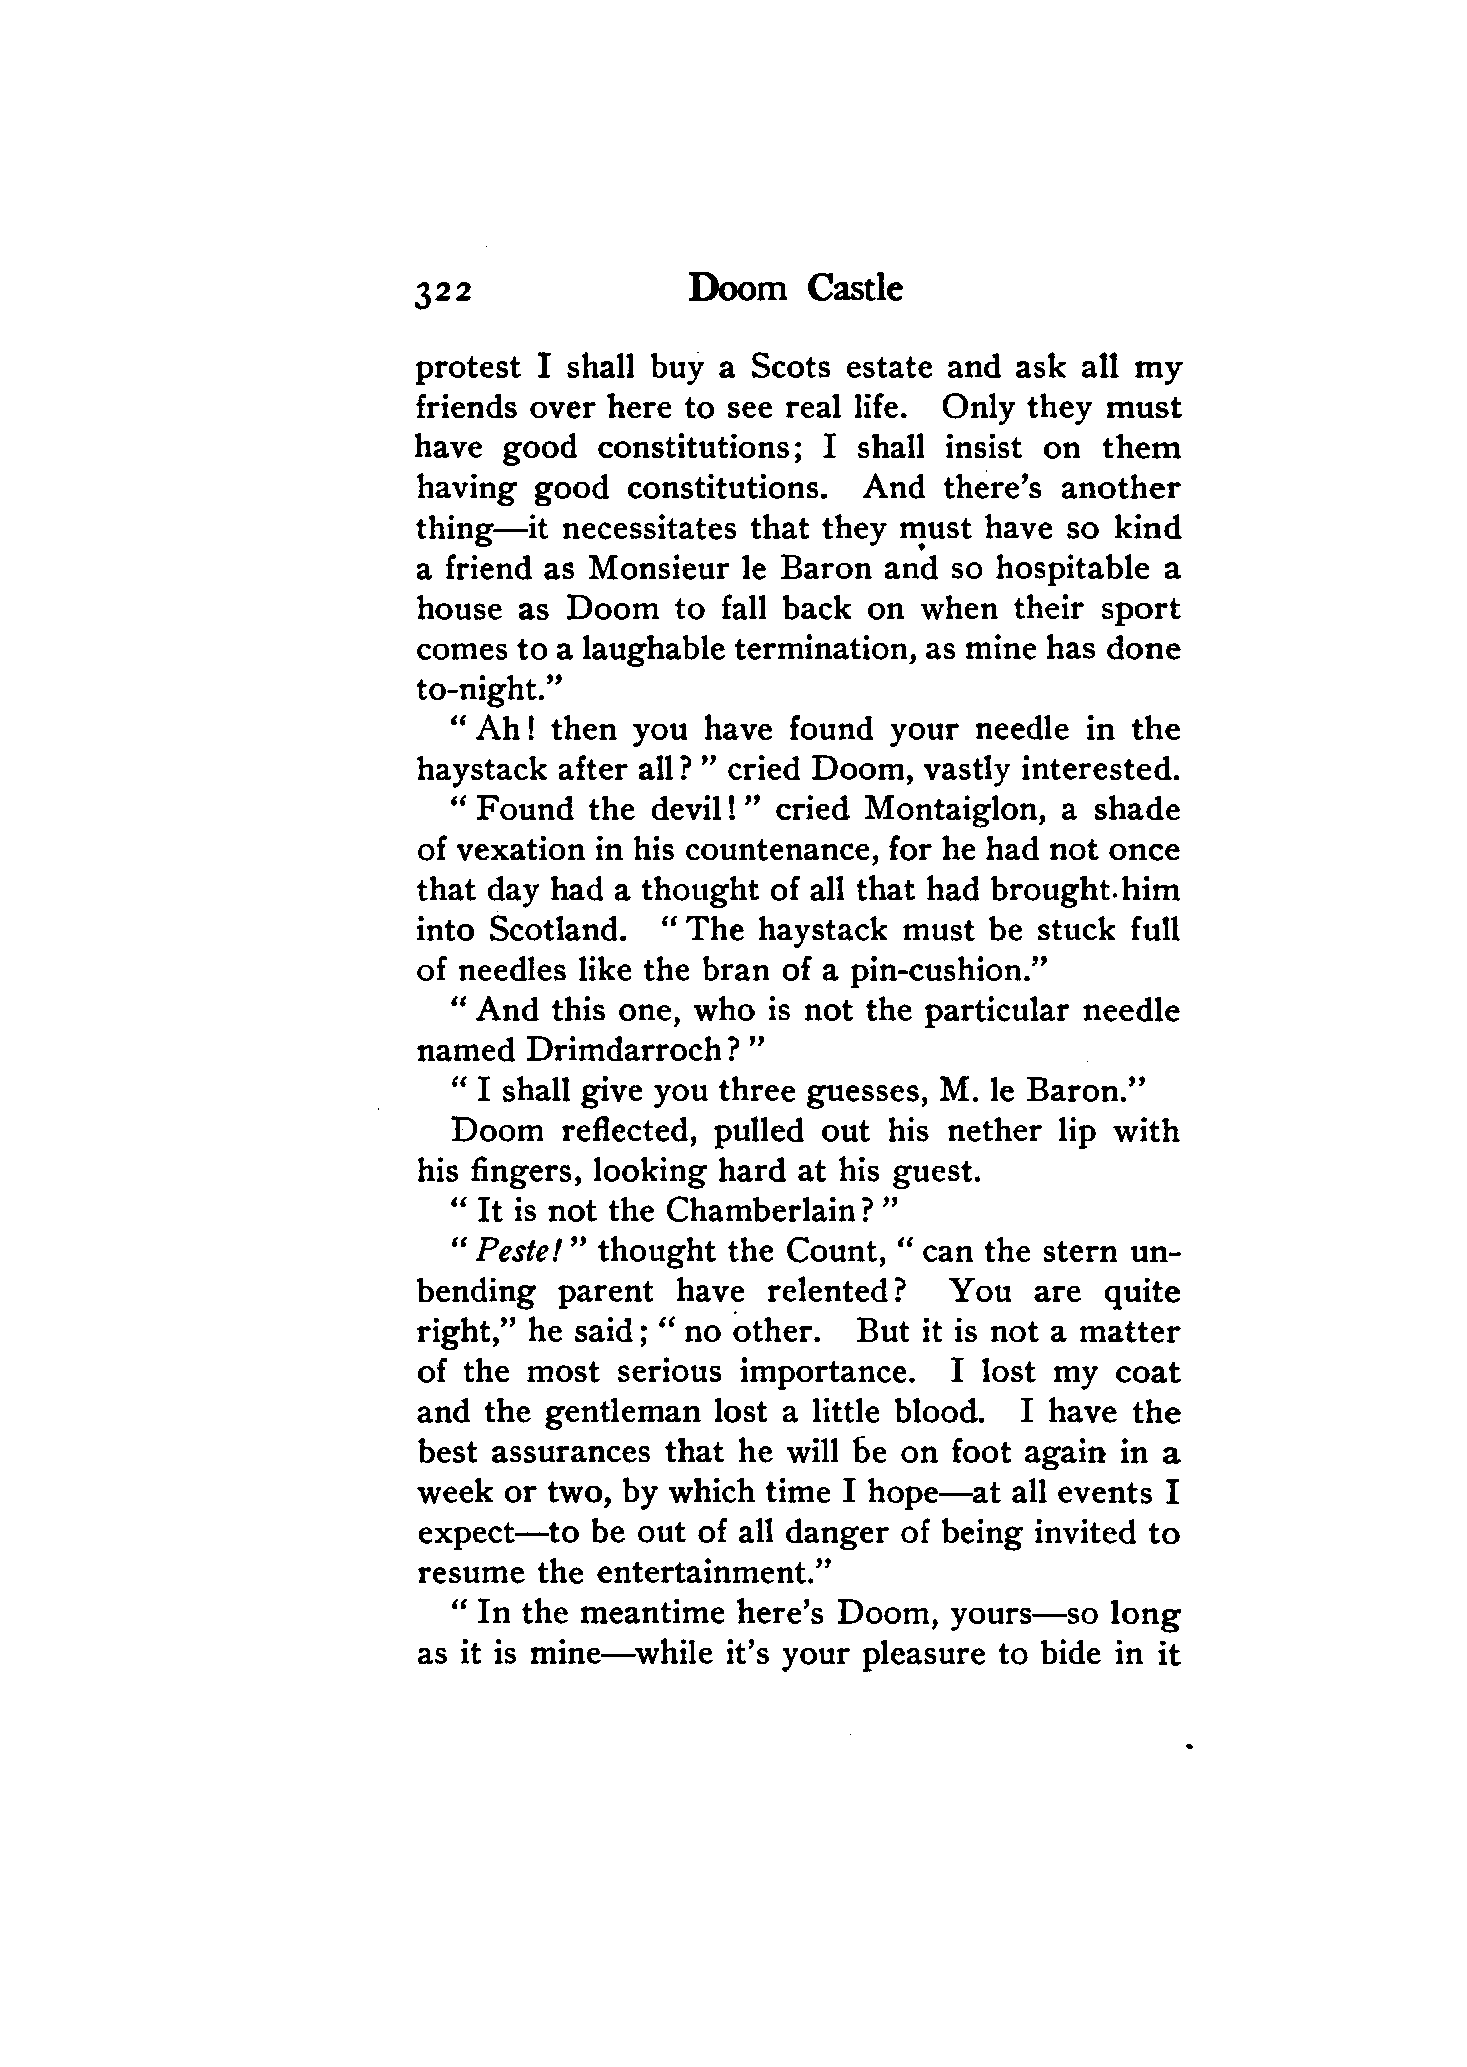 322 Doom Castle
protest I shall buy a Scots estate and ask all my
friends over here to see real life. Only they must
have good constitutions; I shall insist on them
having good constitutions. And there's another
thing—it necessitates that they must have so kind
a friend as Monsieur le Baron and so hospitable a
house as Doom to fall back on when their sport
comes to a laughable termination, as mine has done
to-night."
" Ah! then you have found your needle in the
haystack after all? " cried Doom, vastly interested.
" Found the devil! " cried Montaiglon, a shade
of vexation in his countenance, for he had not once
that day had a thought of all that had brought him
into Scotland. " The haystack must be stuck full
of needles like the bran of a pin-cushion."
" And this one, who is not the particular needle
named Drimdarroch? "
" I shall give you three guesses, M. le Baron."
Doom reflected, pulled out his nether lip with
his fingers, looking hard at his guest.
" It is not the Chamberlain? "
" Peste! " thought the Count, " can the stern un-
bending parent have relented? You are quite
right," he said; " no other. But it is not a matter
of the most serious importance. I lost my coat
and the gentleman lost a little blood. I have the
best assurances that he will be on foot again in a
week or two, by which time I hope—at all events I
expect—to be out of all danger of being invited to
resume the entertainment."
" In the meantime here's Doom, yours—so long
as it is mine—while it's your pleasure to bide in it